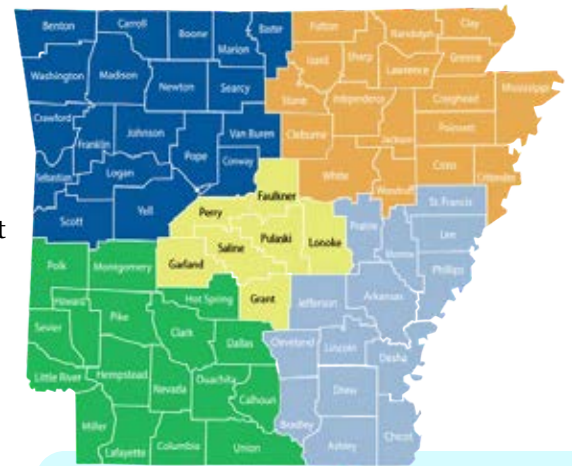 Benton
Carroll
Boone
Baxter
Marion
Fulton
Randolph
Clay
Izard
Sharp
Lawrence
Greene
Washington
Madison
Newton
Searcy
Stone
Independence
Craighead
Mississippi
Crawford
Franklin
Johnson
Van Buren
Cleburne
Jackson
Poinsett
Sebastian
Logan
Pope
Conway
White
Woodruff
Cross
Crittenden
Scott
Yell
Faulkner
Perry
Pulaski
Lonoke
Saline
Garland
Grant
Prairie
Monroe
St. Francis
Lee
Phillips
t
Polk
Montgomery
Hot Spring
Jefferson
Arkansas
Howard
Pike
Sevier
Clark
Dallas
Cleveland
Lincoln
Desha
Little River
Hempstead
Nevada
Ouachita
Calhoun
Drew
Bradley
Miller
Lafayette
Columbia
Union
Ashley
Chicot